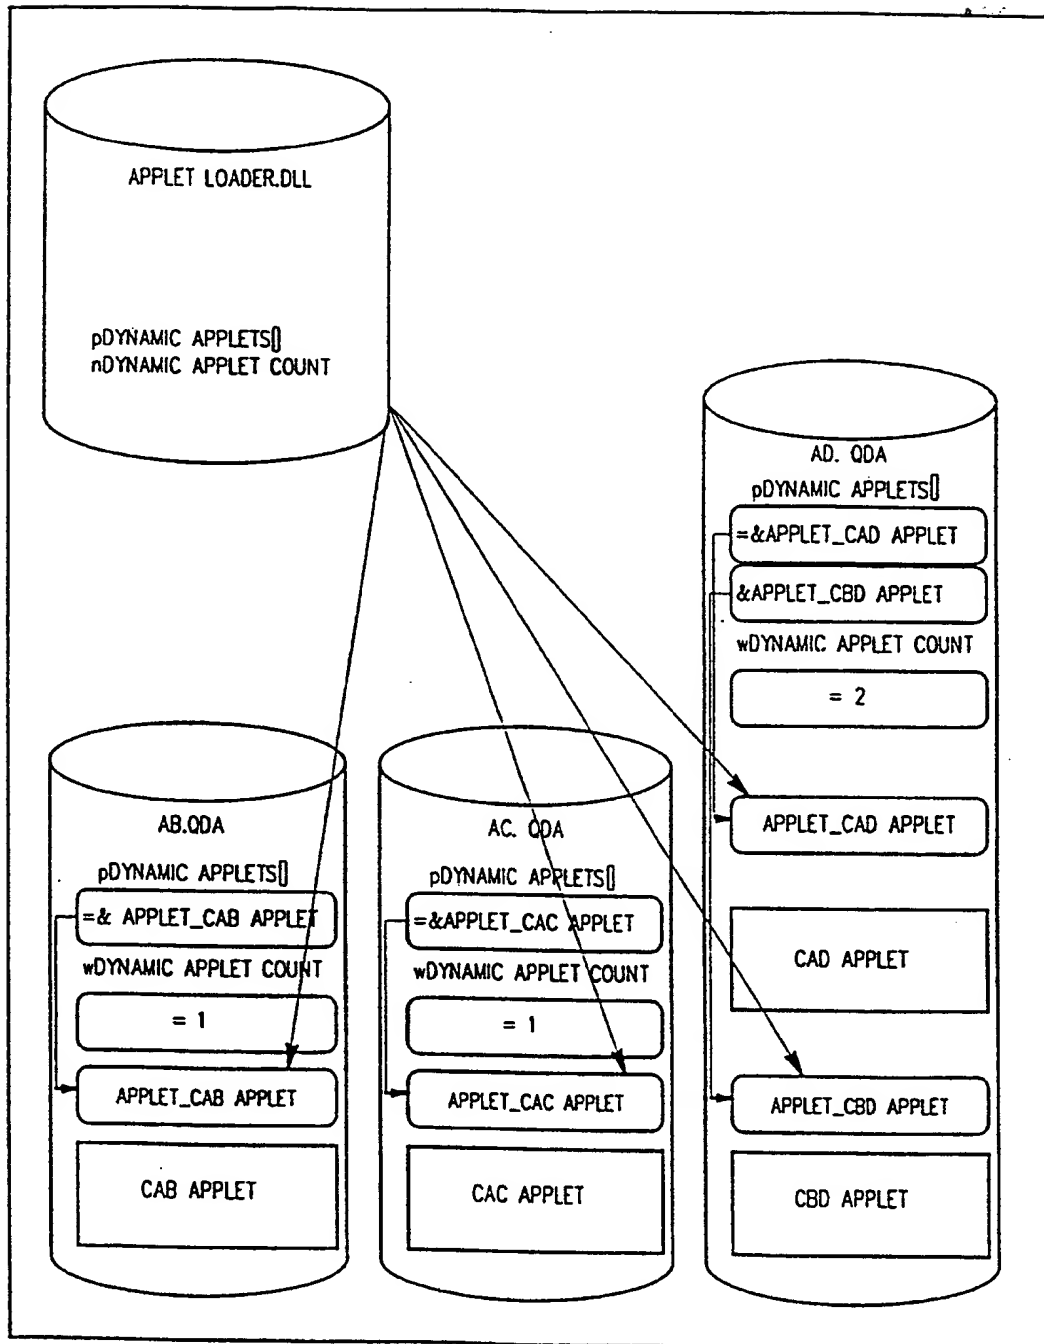 APPLET LOADER.DLL
pDYNAMIC APPLETS[]
nDYNAMIC APPLET COUNT
AD. QDA
pDYNAMIC APPLETS[]
=&APPLET_CAD APPLET
&APPLET_CBD APPLET
wDYNAMIC APPLET COUNT
= 2
APPLET_CAD APPLET
CAD APPLET
APPLET_CBD APPLET
CBD APPLET
AB.QDA
pDYNAMIC APPLETS[]
=& APPLET_CAB APPLET
wDYNAMIC APPLET COUNT
= 1
APPLET_CAB APPLET
CAB APPLET
AC. QDA
pDYNAMIC APPLETS[]
=&APPLET_CAC APPLET
wDYNAMIC APPLET COUNT
= 1
APPLET_CAC APPLET
CAC APPLET